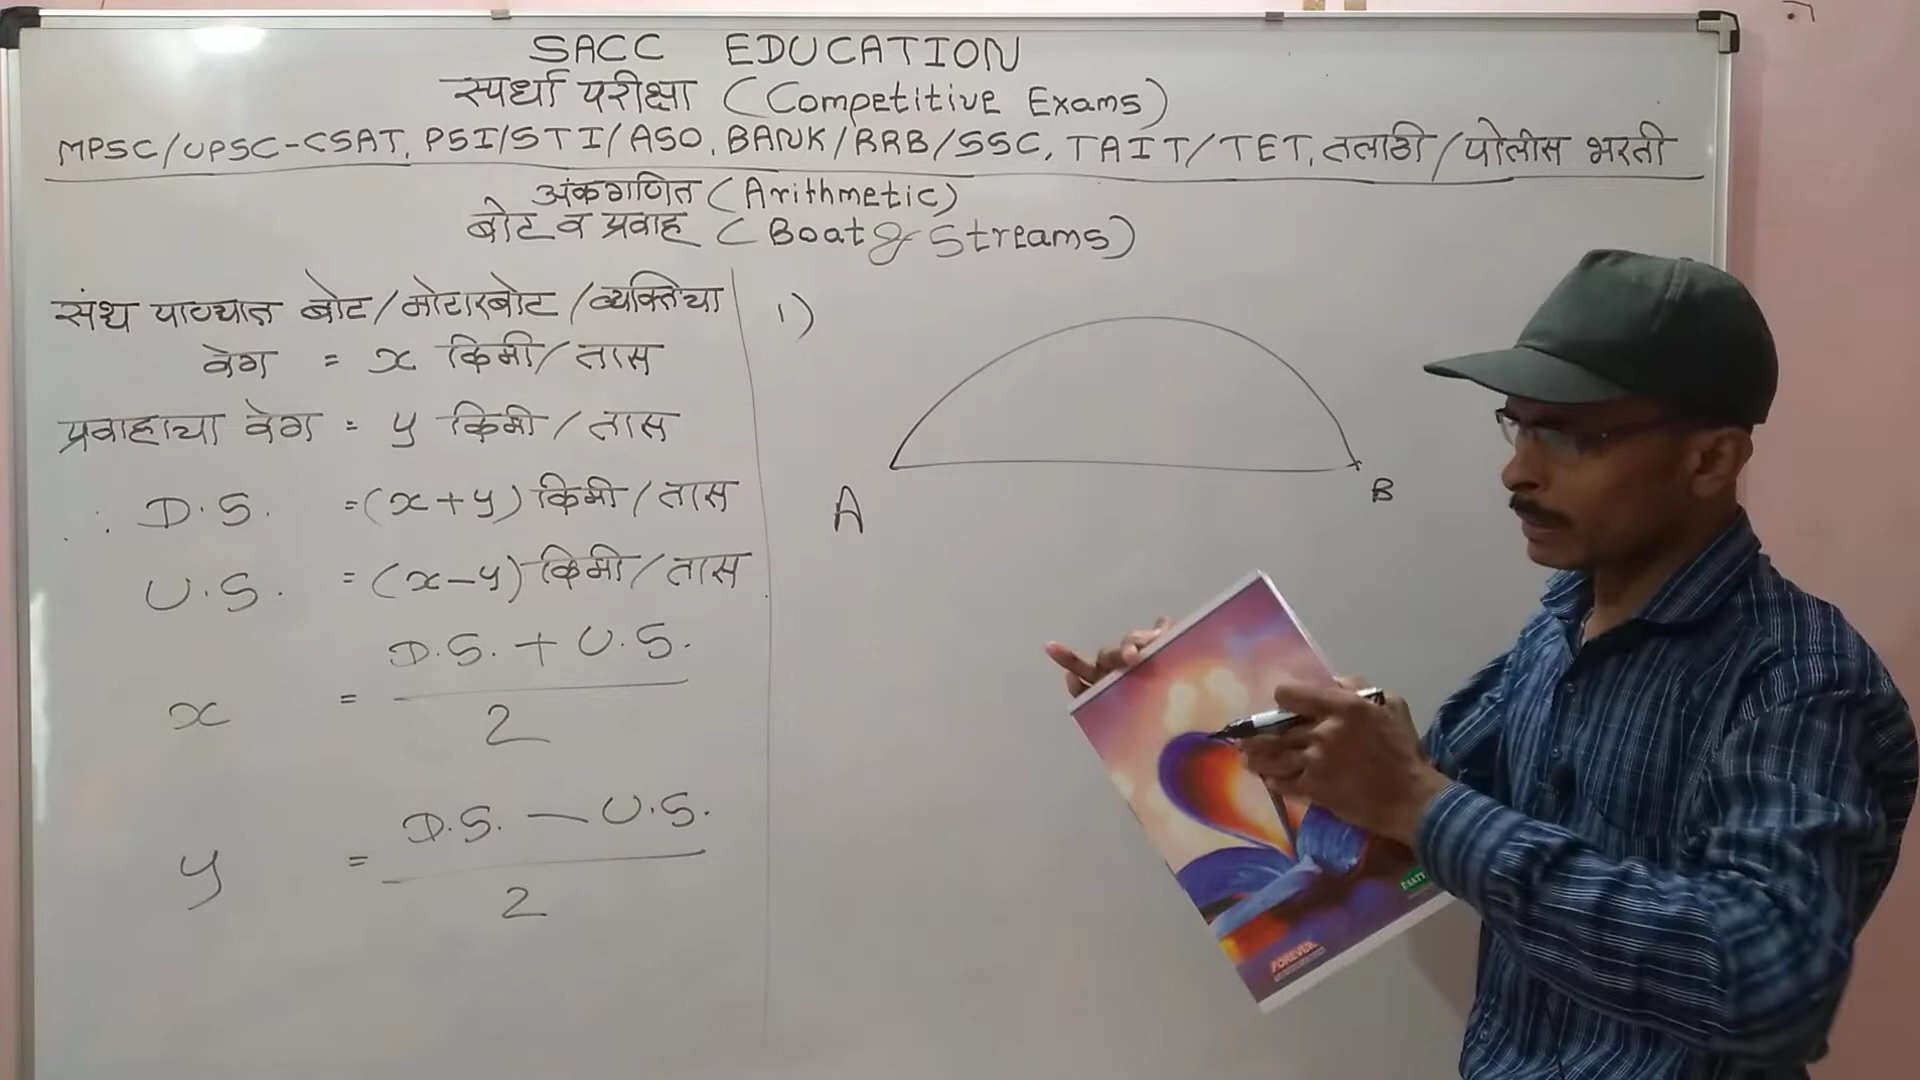 SACC EDUCATION
स्पर्धा परीक्षा (Competitive Exams)
MPSC/UPSC-CSAT, PSI/STI/ASO, BANK/RRB/SSC, TAIT/TET, तलाठी/पोलीस भरती
अंकगणित (Arithmetic)
बोट व प्रवाह (Boat & Streams)
संथ पाण्यात बोट/मोटारबोट/व्यक्तिचा
वेग = x किमी/तास
प्रवाहाचा वेग = y किमी/तास
∴ D.S. = (x+y) किमी/तास
U.S. = (x-y) किमी/तास
x = D.S. + U.S.
2
y = D.S. - U.S.
2
1)
A B
FOREVER